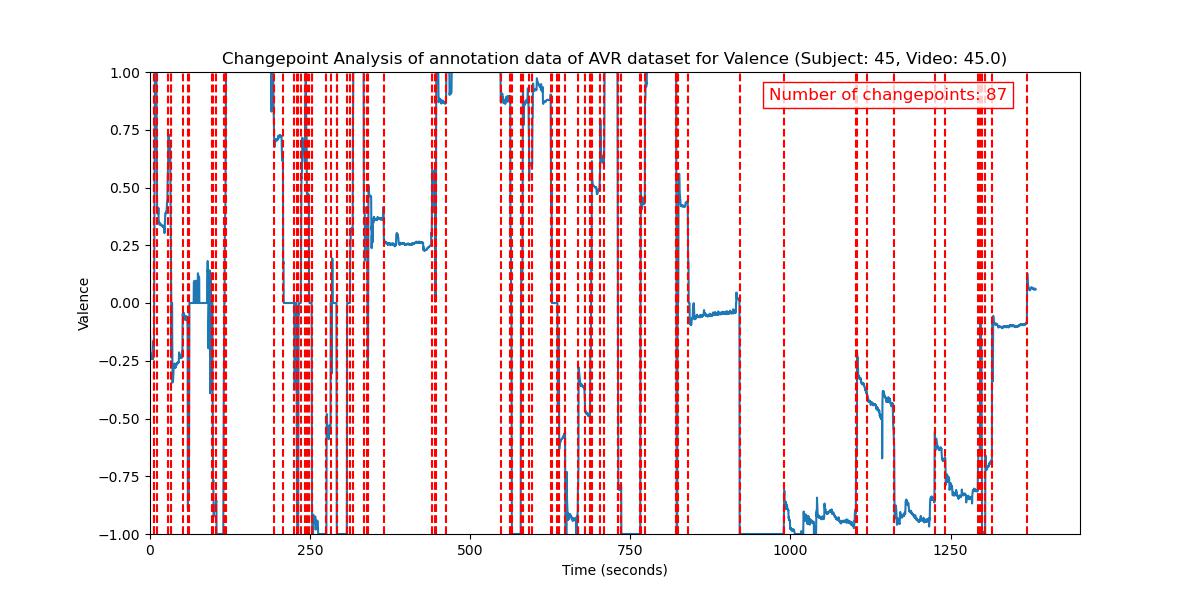 Changepoint Analysis of annotation data of AVR dataset for Valence (Subject: 45, Video: 45.0)
Number of changepoints: 87
1.00
0.75
0.50
0.25
0.00
−0.25
−0.50
−0.75
−1.00
Valence
0 250 500 750 1000 1250
Time (seconds)